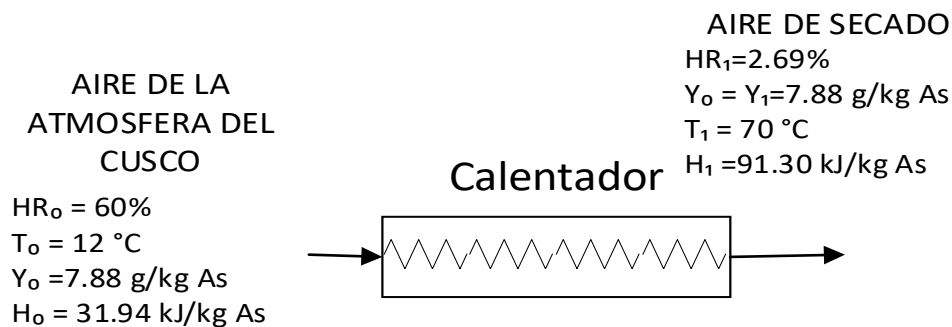 AIRE DE LA
ATMOSFERA DEL
CUSCO
HR₀ = 60%
T₀ = 12 °C
Y₀ =7.88 g/kg As
H₀ = 31.94 kJ/kg As
Calentador
AIRE DE SECADO
HR₁=2.69%
Y₀ = Y₁=7.88 g/kg As
T₁ = 70 °C
H₁ =91.30 kJ/kg As